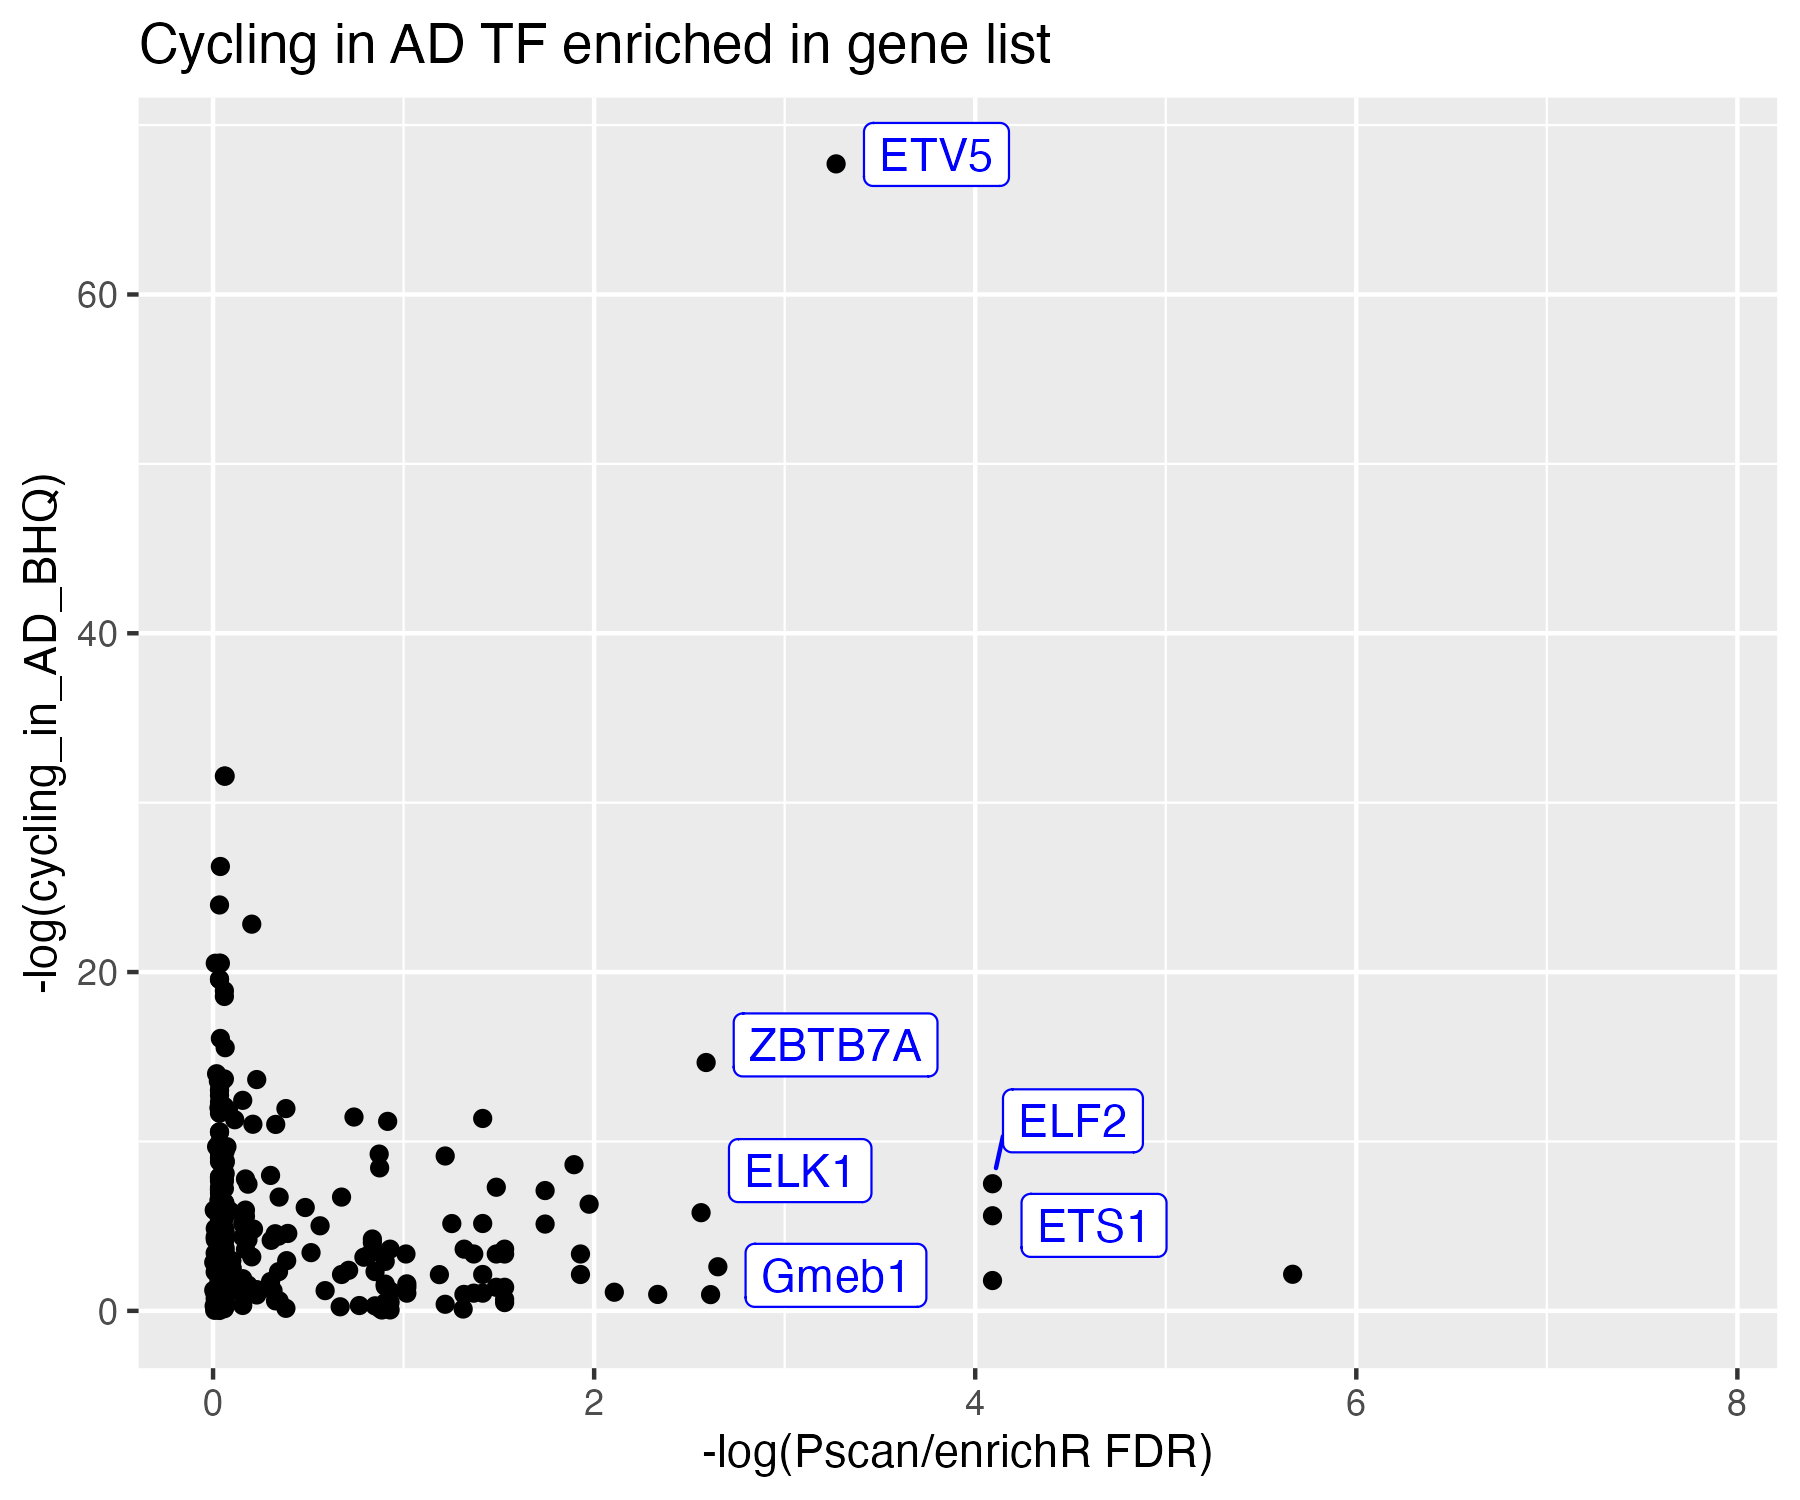 Cycling in AD TF enriched in gene list
ETV5
60
40
20
0
ZBTB7A
ELF2
ELK1
ETS1
Gmeb1
0 2 4 6 8
-log(Pscan/enrichR FDR)
-log(cycling_in_AD_BHQ)